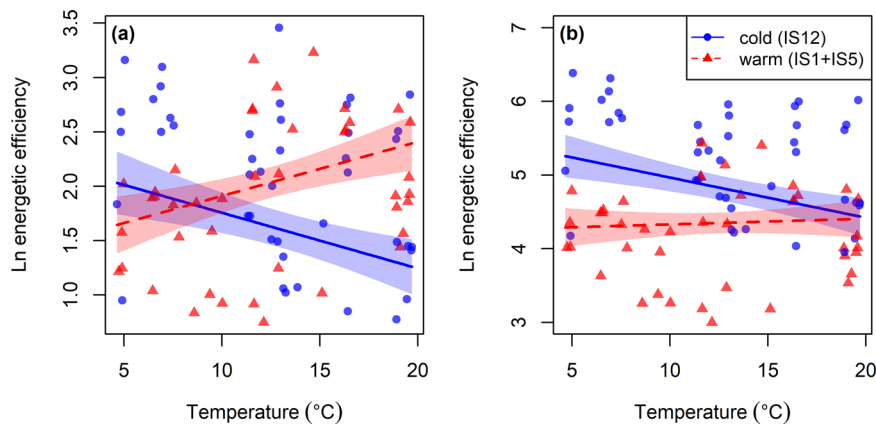 (a)
Ln energetic efficiency
3.5
3.0
2.5
2.0
1.5
1.0
5
10
15
20
Temperature (°C)
(b)
cold (IS12)
warm (IS1+IS5)
Ln energetic efficiency
7
6
5
4
3
5
10
15
20
Temperature (°C)